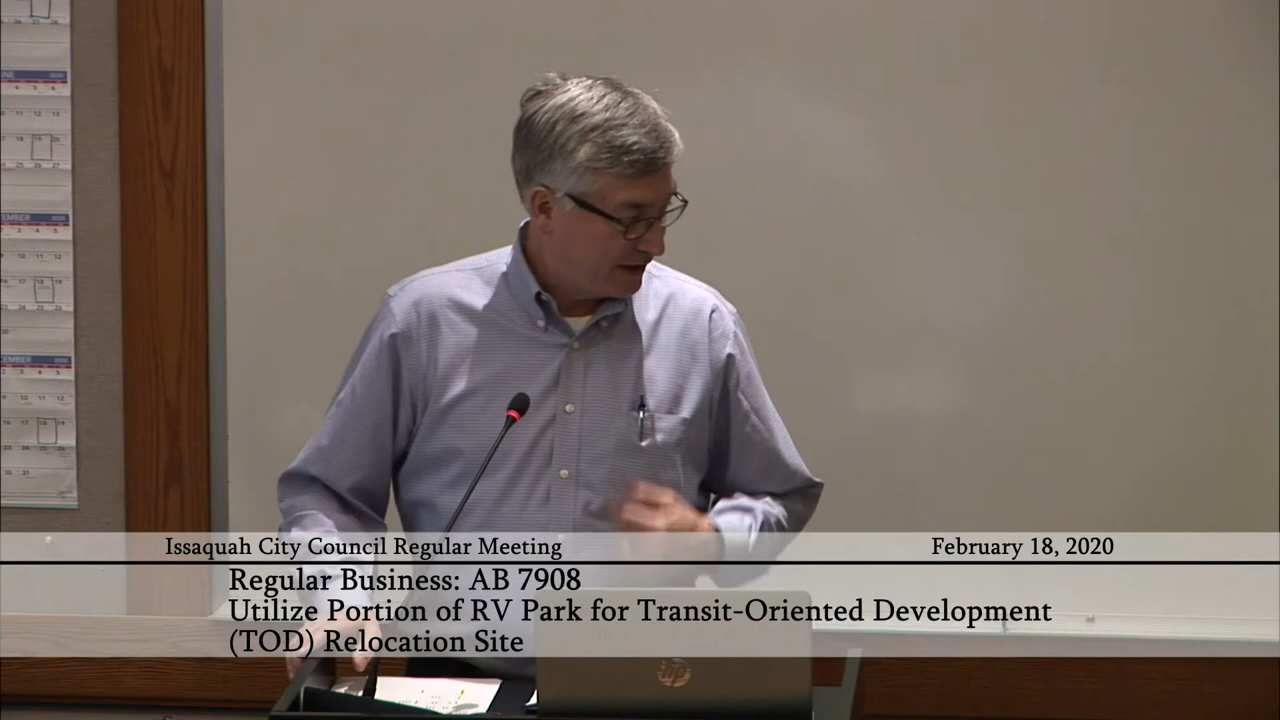 Issaquah City Council Regular Meeting
February 18, 2020
Regular Business: AB 7908
Utilize Portion of RV Park for Transit-Oriented Development
(TOD) Relocation Site
hp